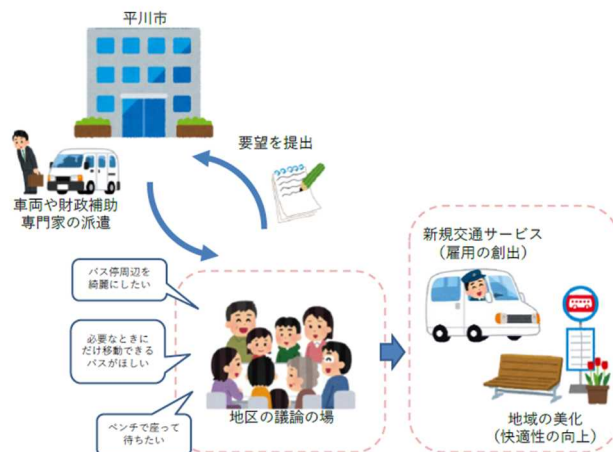 平川市
要望を提出
車両や財政補助
専門家の派遣
新規交通サービス
(雇用の創出)
バス停周辺を
綺麗にしたい
必要なときに
だけ移動できる
バスがほしい
ベンチで座って
待ちたい
地区の議論の場
地域の美化
(快適性の向上)